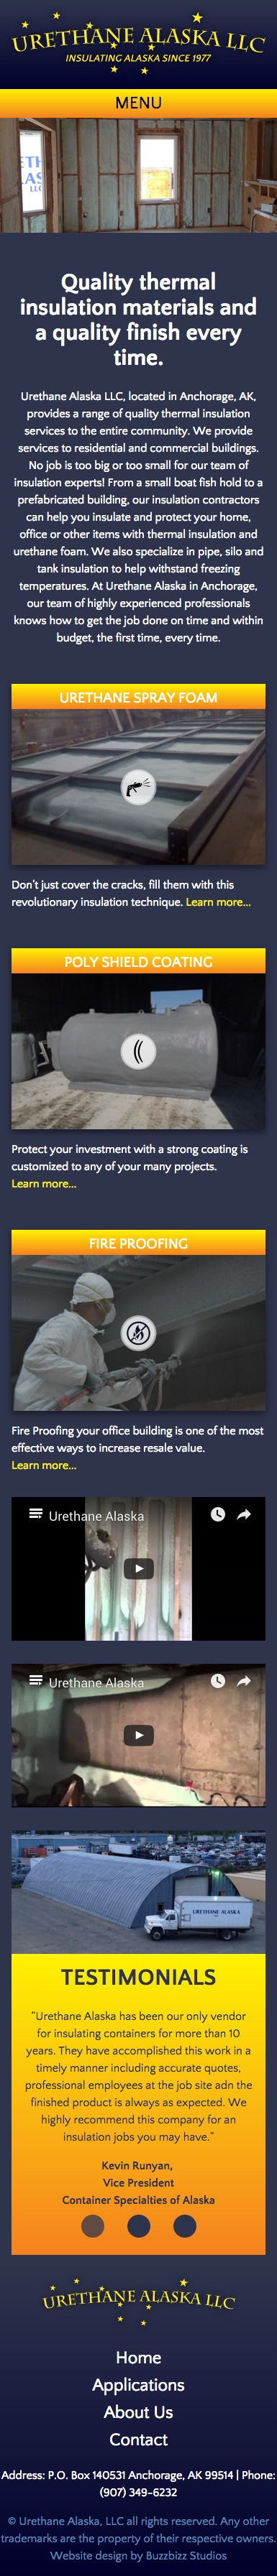 URETHANE ALASKA LLC
INSULATING ALASKA SINCE 1977
MENU
ETH
LAS
LLC
Quality thermal
insulation materials and
a quality finish every
time.
Urethane Alaska LLC, located in Anchorage, AK,
provides a range of quality thermal insulation
services to the entire community. We provide
services to residential and commercial buildings.
No job is too big or too small for our team of
insulation experts! From a small boat fish hold to a
prefabricated building, our insulation contractors
can help you insulate and protect your home,
office or other items with thermal insulation and
urethane foam. We also specialize in pipe, silo and
tank insulation to help withstand freezing
temperatures. At Urethane Alaska in Anchorage,
our team of highly experienced professionals
knows how to get the job done on time and within
budget, the first time, every time.
URETHANE SPRAY FOAM
Don't just cover the cracks, fill them with this
revolutionary insulation technique. Learn more...
POLY SHIELD COATING
Protect your investment with a strong coating is
customized to any of your many projects.
Learn more...
FIRE PROOFING
Fire Proofing your office building is one of the most
effective ways to increase resale value.
Learn more...
Urethane Alaska
Urethane Alaska
URETHANE ALASKA
TESTIMONIALS
"Urethane Alaska has been our only vendor
for insulating containers for more than 10
years. They have accomplished this work in a
timely manner including accurate quotes,
professional employees at the job site adn the
finished product is always as expected. We
highly recommend this company for an
insulation jobs you may have."
Kevin Runyan,
Vice President
Container Specialties of Alaska
URETHANE ALASKA LLC
Home
Applications
About Us
Contact
Address: P.O. Box 140531 Anchorage, AK 99514 | Phone:
(907) 349-6232
© Urethane Alaska, LLC all rights reserved. Any other
trademarks are the property of their respective owners.
Website design by Buzzbizz Studios